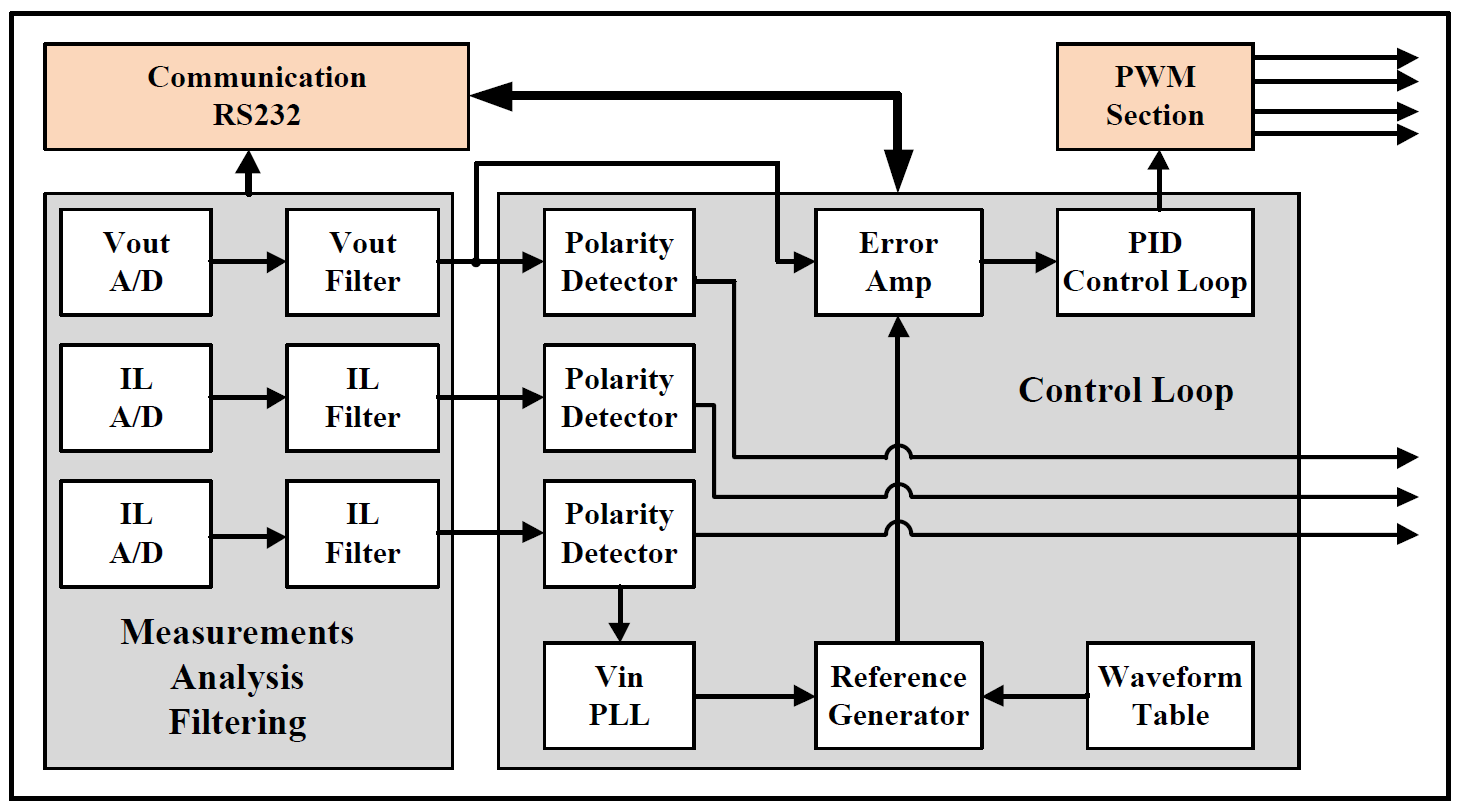 Communication
RS232
PWM
Section
Vout
A/D
Vout
Filter
Polarity
Detector
Error
Amp
PID
Control Loop
IL
A/D
IL
Filter
Polarity
Detector
Control Loop
IL
A/D
IL
Filter
Polarity
Detector
Measurements
Analysis
Filtering
Vin
PLL
Reference
Generator
Waveform
Table